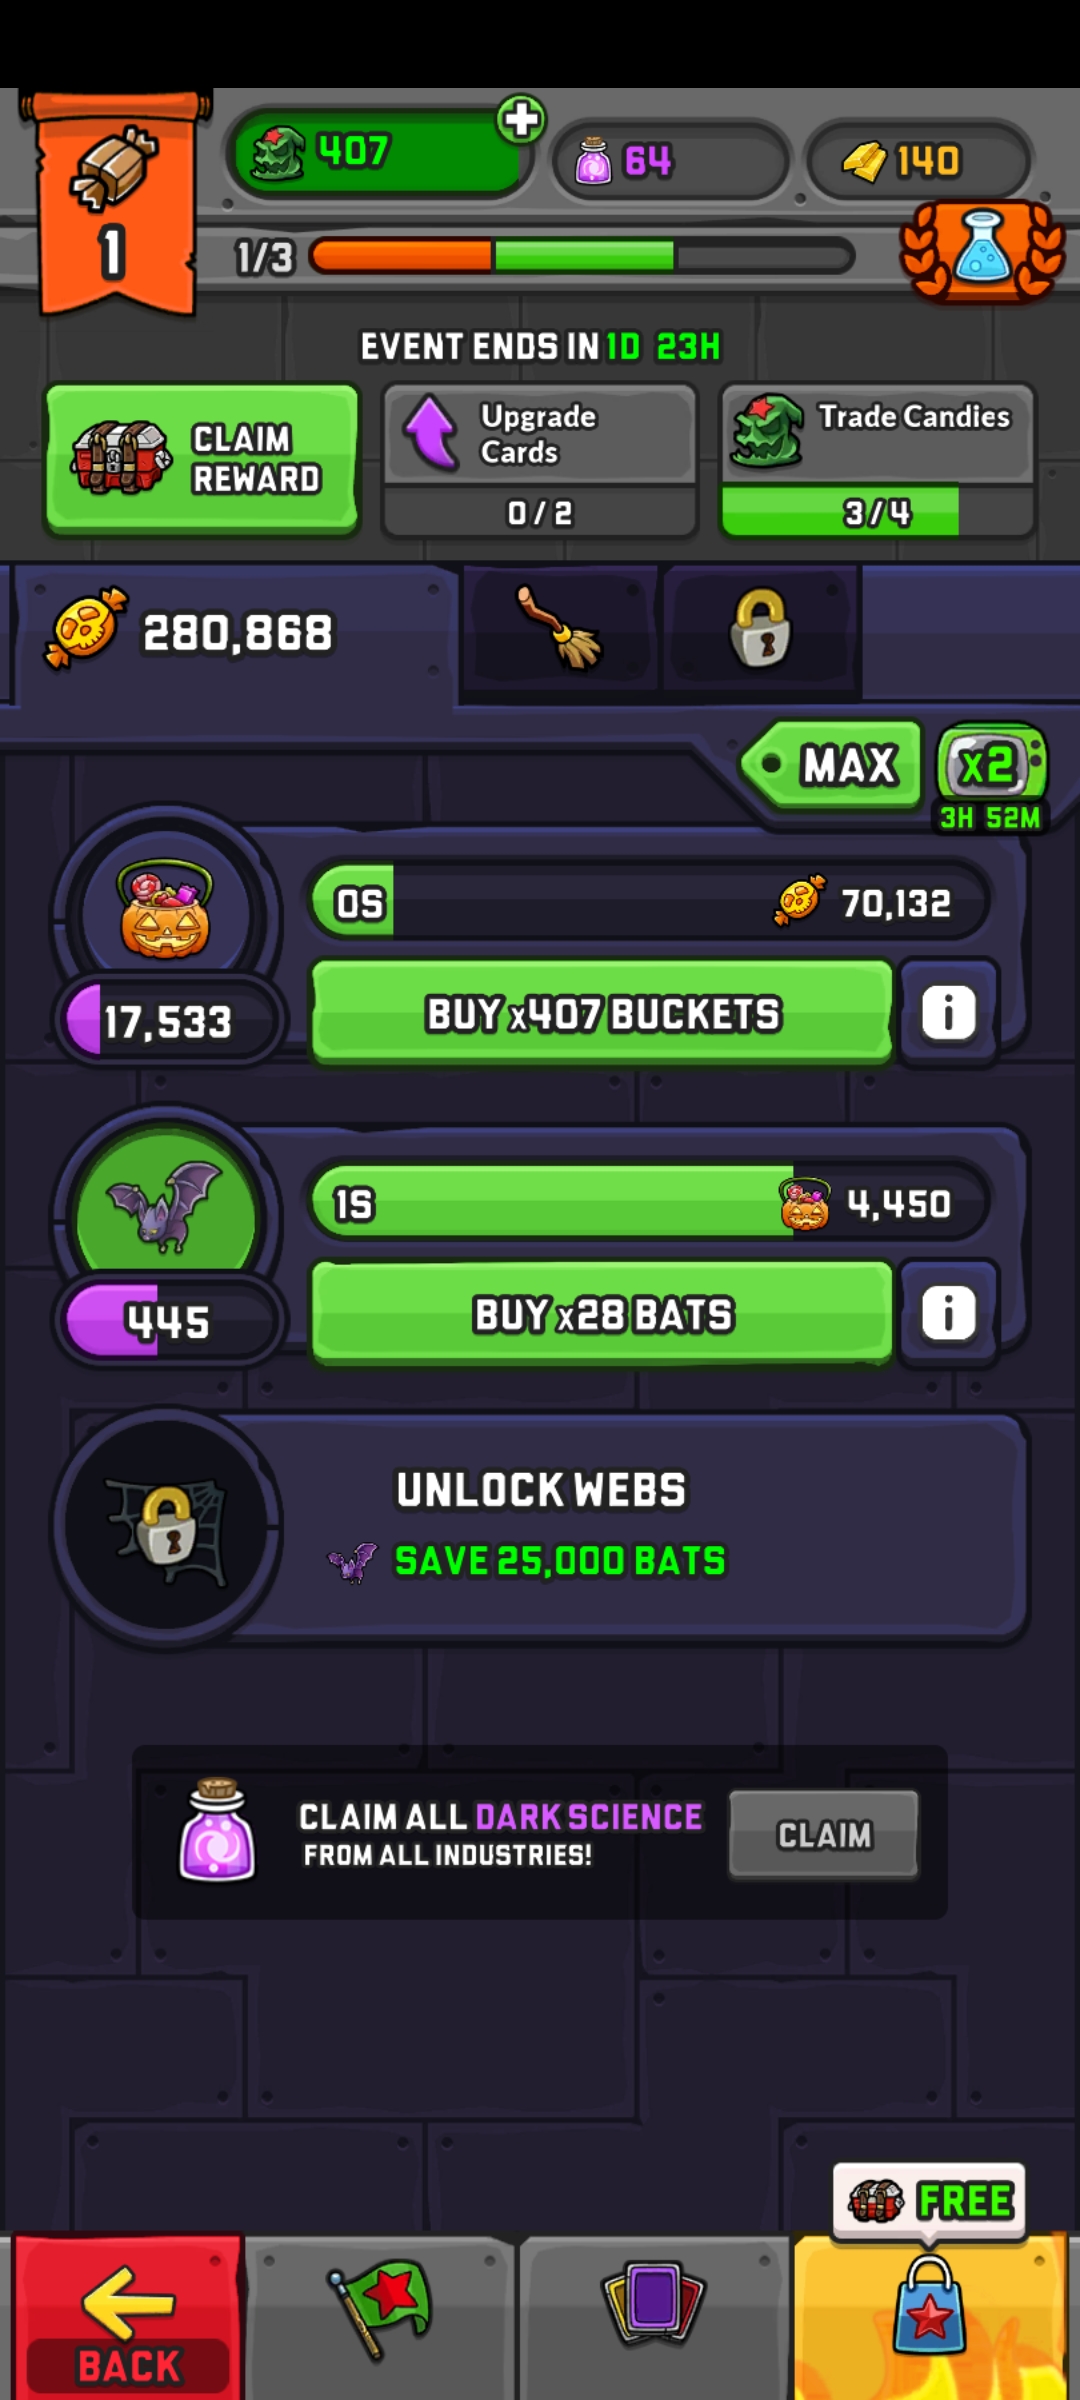 407
64
140
1
1/3
EVENT ENDS IN 1D 23H
CLAIM
REWARD
Upgrade
Cards
0/2
Trade Candies
3/4
280,868
MAX
x2
3H 52M
0S
70,132
17,533
BUY x407 BUCKETS
i
1S
4,450
445
BUY x28 BATS
i
UNLOCK WEBS
SAVE 25,000 BATS
CLAIM ALL DARK SCIENCE
FROM ALL INDUSTRIES!
CLAIM
FREE
BACK